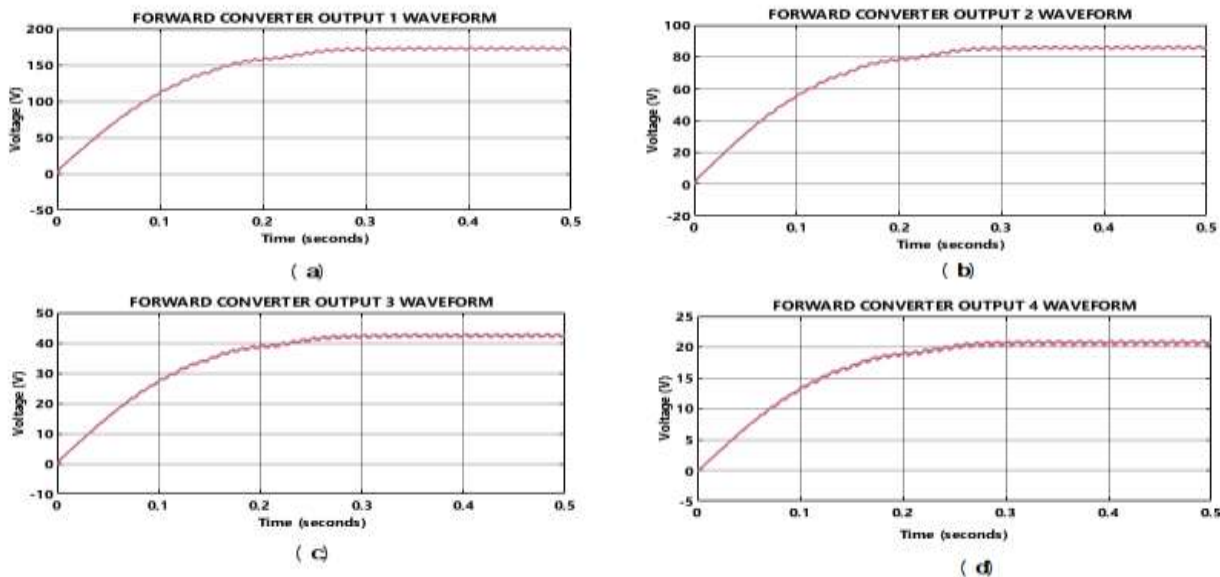 FORWARD CONVERTER OUTPUT 1 WAVEFORM
200
150
100
50
0
-50
Voltage (V)
0 0.1 0.2 0.3 0.4 0.5
Time (seconds)
( a)
FORWARD CONVERTER OUTPUT 2 WAVEFORM
100
80
60
40
20
0
-20
Voltage (V)
0 0.1 0.2 0.3 0.4 0.5
Time (seconds)
( b)
FORWARD CONVERTER OUTPUT 3 WAVEFORM
50
40
30
20
10
0
-10
Voltage (V)
0 0.1 0.2 0.3 0.4 0.5
Time (seconds)
( c)
FORWARD CONVERTER OUTPUT 4 WAVEFORM
25
20
15
10
5
0
-5
Voltage (V)
0 0.1 0.2 0.3 0.4 0.5
Time (seconds)
( d)